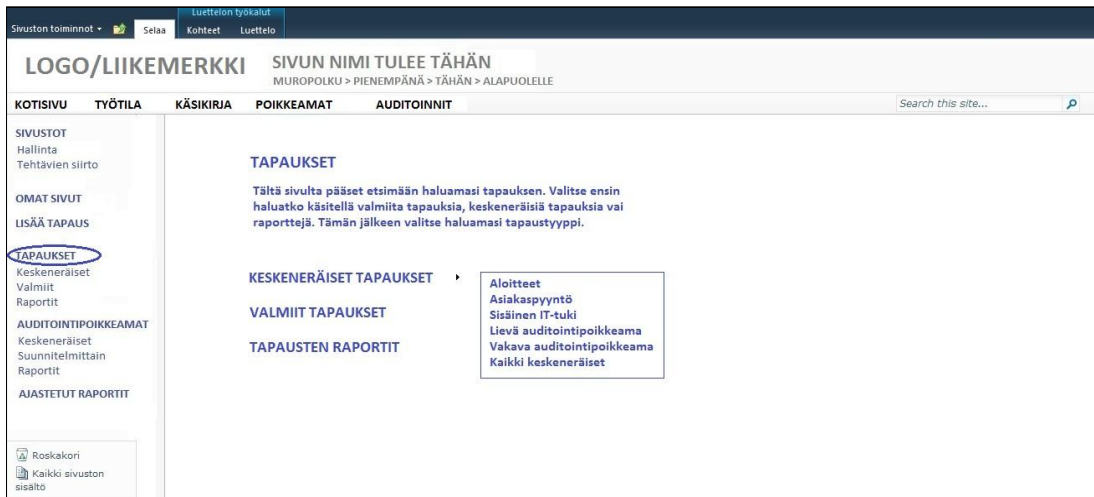 Luettelon työkalut
Sivuston toiminnot Selaa Kohteet Luettelo
LOGO/LIIKEMERKKI
SIVUN NIMI TULEE TÄHÄN
MUROPOLKU > PIENEMPÄNÄ > TÄHÄN > ALAPUOLELLE
KOTISIVU TYÖTILA KÄSIKIRJA POIKKEAMAT AUDITOINNIT
Search this site...
SIVUSTOT
Hallinta
Tehtävien siirto
OMAT SIVUT
LISÄÄ TAPAUS
TAPAUKSET
Keskeneräiset
Valmiit
Raportit
AUDITOINTIPOIKKEAMAT
Keskeneräiset
Suunnitelmittain
Raportit
AJASTETUT RAPORTIT
Roskakori
Kaikki sivuston
sisältö
TAPAUKSET
Tältä sivulta pääset etsimään haluamasi tapauksen. Valitse ensin
haluatko käsitellä valmiita tapauksia, keskeneräisiä tapauksia vai
raporttejä. Tämän jälkeen valitse haluamasi tapaustyyppi.
KESKENERÄISET TAPAUKSET
VALMIIT TAPAUKSET
TAPAUSTEN RAPORTIT
Aloitteet
Asiakaspyyntö
Sisäinen IT-tuki
Lievä auditointipoikkeama
Vakava auditointipoikkeama
Kaikki keskeneräiset